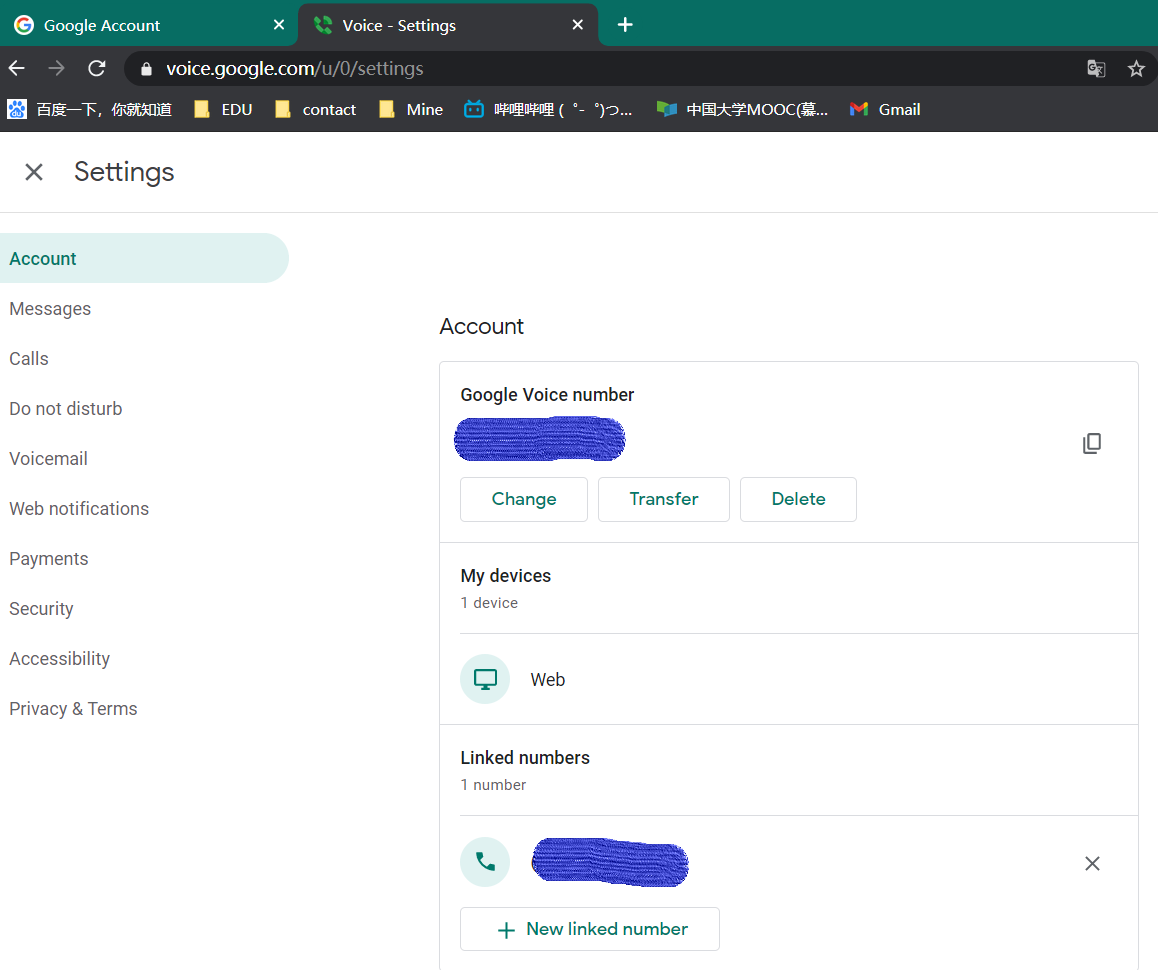 Google Account
Voice - Settings
voice.google.com/u/0/settings
百度一下，你就知道 EDU contact Mine 哔哩哔哩 ( ゜- ゜)つ... 中国大学MOOC(慕... Gmail
Settings
Account
Messages
Calls
Do not disturb
Voicemail
Web notifications
Payments
Security
Accessibility
Privacy & Terms
Account
Google Voice number
Change Transfer Delete
My devices
1 device
Web
Linked numbers
1 number
New linked number